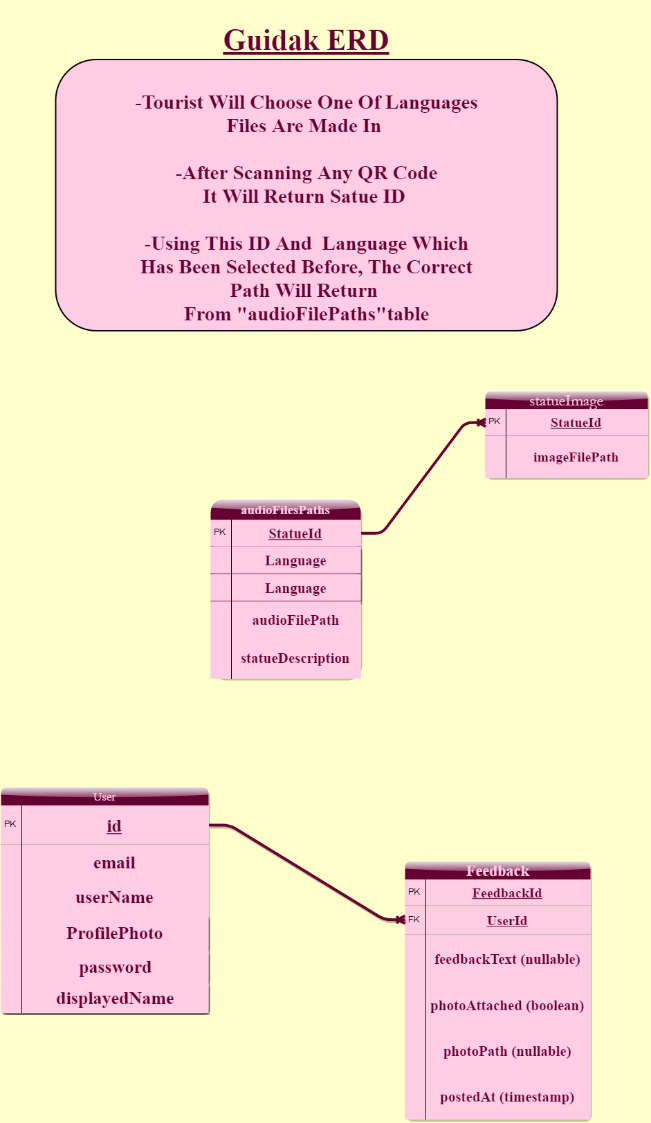 Guidak ERD
-Tourist Will Choose One Of Languages
Files Are Made In
-After Scanning Any QR Code
It Will Return Satue ID
-Using This ID And  Language Which
Has Been Selected Before, The Correct
Path Will Return
From "audioFilePaths"table
statueImage
PK StatueId
imageFilePath
audioFilesPaths
PK StatueId
Language
Language
audioFilePath
statueDescription
User
PK id
email
userName
ProfilePhoto
password
displayedName
Feedback
PK FeedbackId
FK UserId
feedbackText (nullable)
photoAttached (boolean)
photoPath (nullable)
postedAt (timestamp)